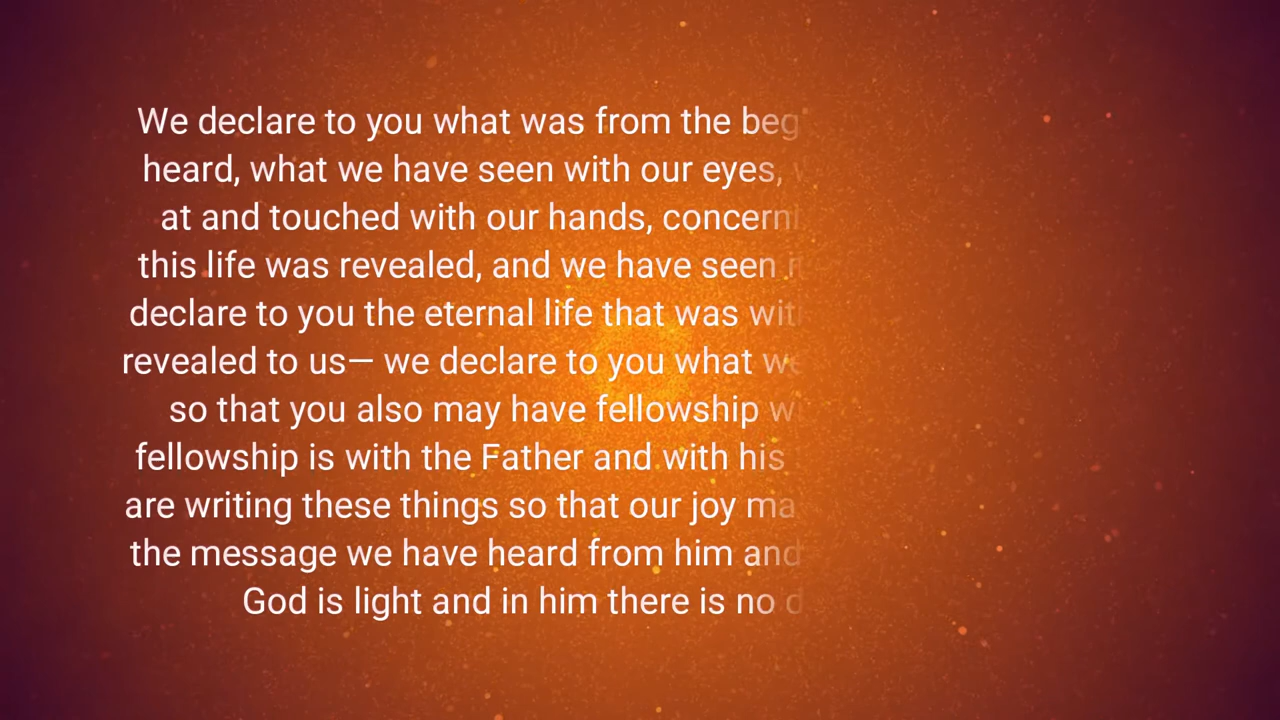 We declare to you what was from the beg
heard, what we have seen with our eyes,
at and touched with our hands, concern
this life was revealed, and we have seen
declare to you the eternal life that was wit
revealed to us— we declare to you what we
so that you also may have fellowship w
fellowship is with the Father and with his
are writing these things so that our joy ma
the message we have heard from him and
God is light and in him there is no d